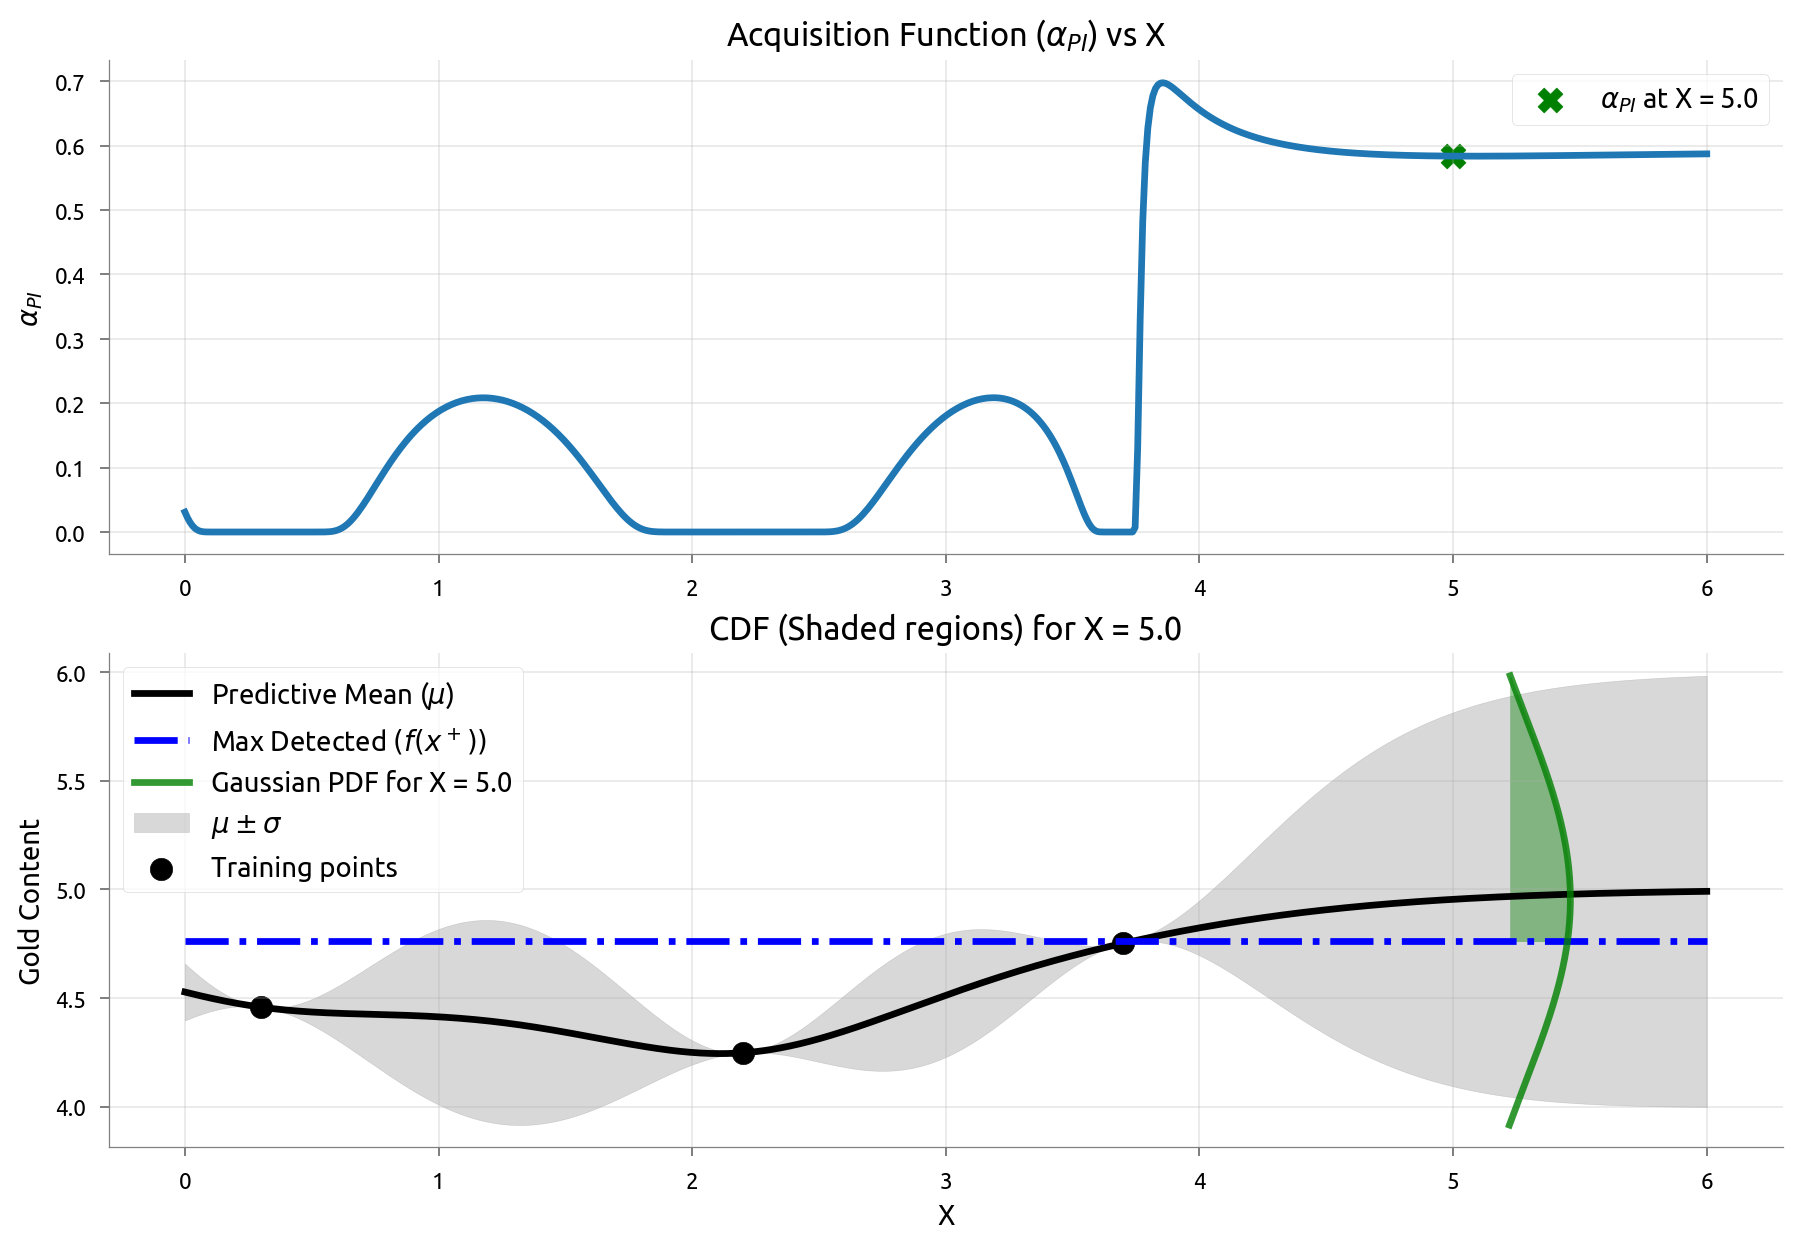 Acquisition Function (α_PI) vs X
α_PI
0.7
0.6
0.5
0.4
0.3
0.2
0.1
0.0
α_PI at X = 5.0
0 1 2 3 4 5 6
CDF (Shaded regions) for X = 5.0
Gold Content
6.0
5.5
5.0
4.5
4.0
Predictive Mean (μ)
Max Detected (f(x⁺))
Gaussian PDF for X = 5.0
μ ± σ
Training points
0 1 2 3 4 5 6
X